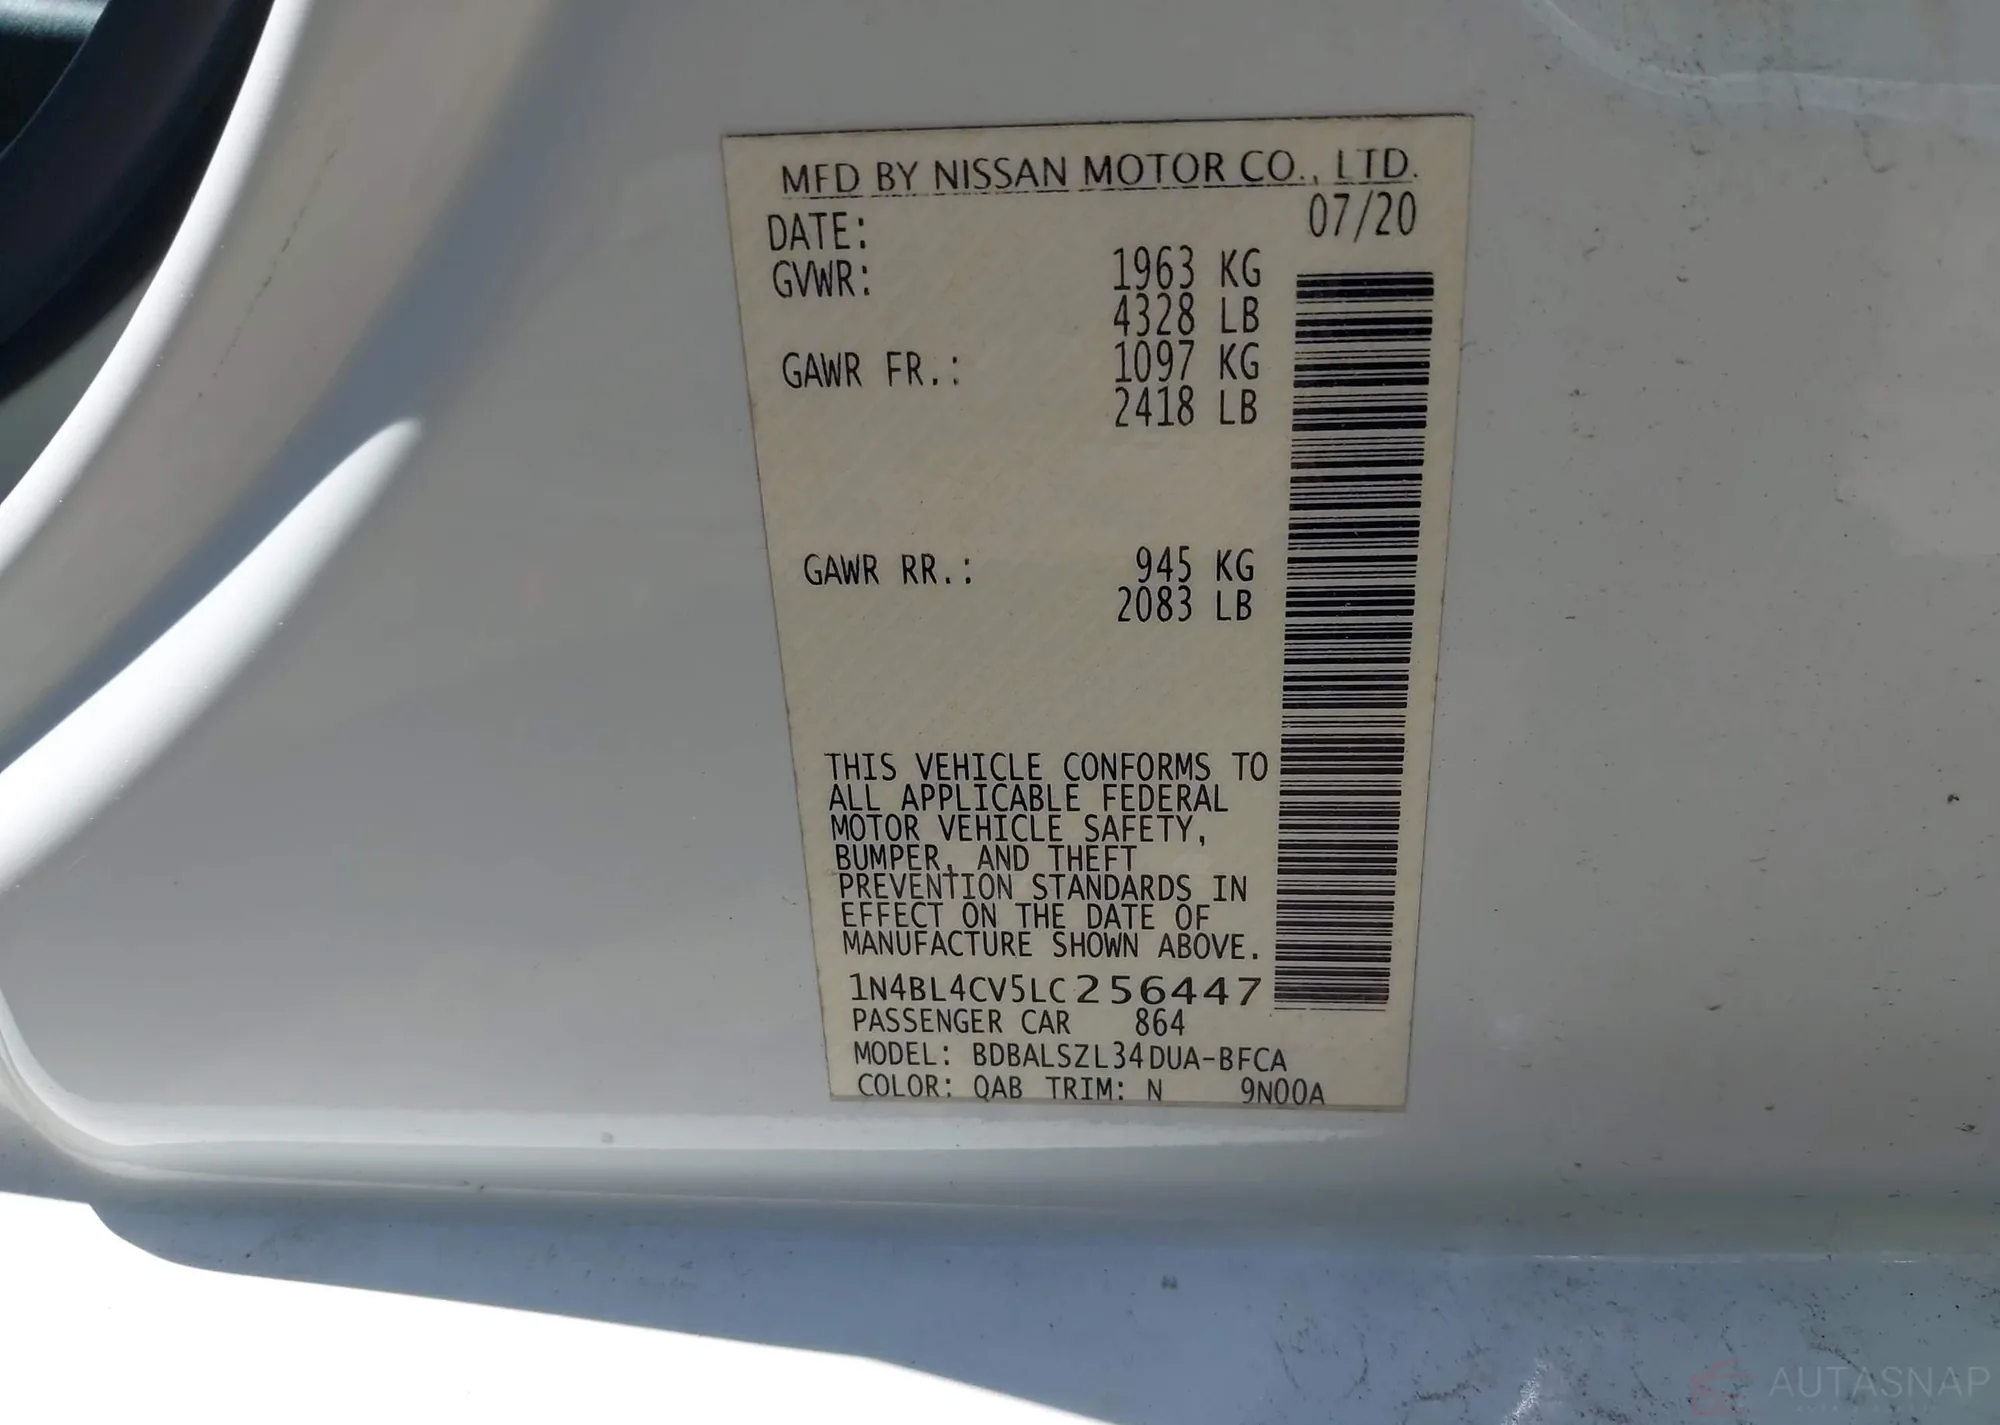 MFD BY NISSAN MOTOR CO., LTD.
DATE: 07/20
GVWR: 1963 KG
4328 LB
GAWR FR.: 1097 KG
2418 LB
GAWR RR.: 945 KG
2083 LB
THIS VEHICLE CONFORMS TO
ALL APPLICABLE FEDERAL
MOTOR VEHICLE SAFETY,
BUMPER, AND THEFT
PREVENTION STANDARDS IN
EFFECT ON THE DATE OF
MANUFACTURE SHOWN ABOVE.
1N4BL4CV5LC256447
PASSENGER CAR 864
MODEL: BDBALSZL34DUA-BFCA
COLOR: QAB TRIM: N 9N00A
AUTASNAP